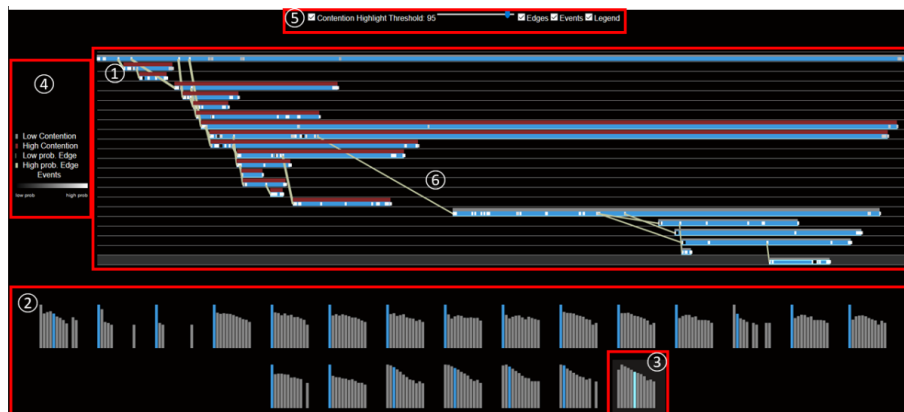 ⑤ Contention Highlight Threshold: 95 Edges Events Legend
①
④
Low Contention
High Contention
Low prob. Edge
High prob. Edge
Events
low prob high prob
⑥
②
③